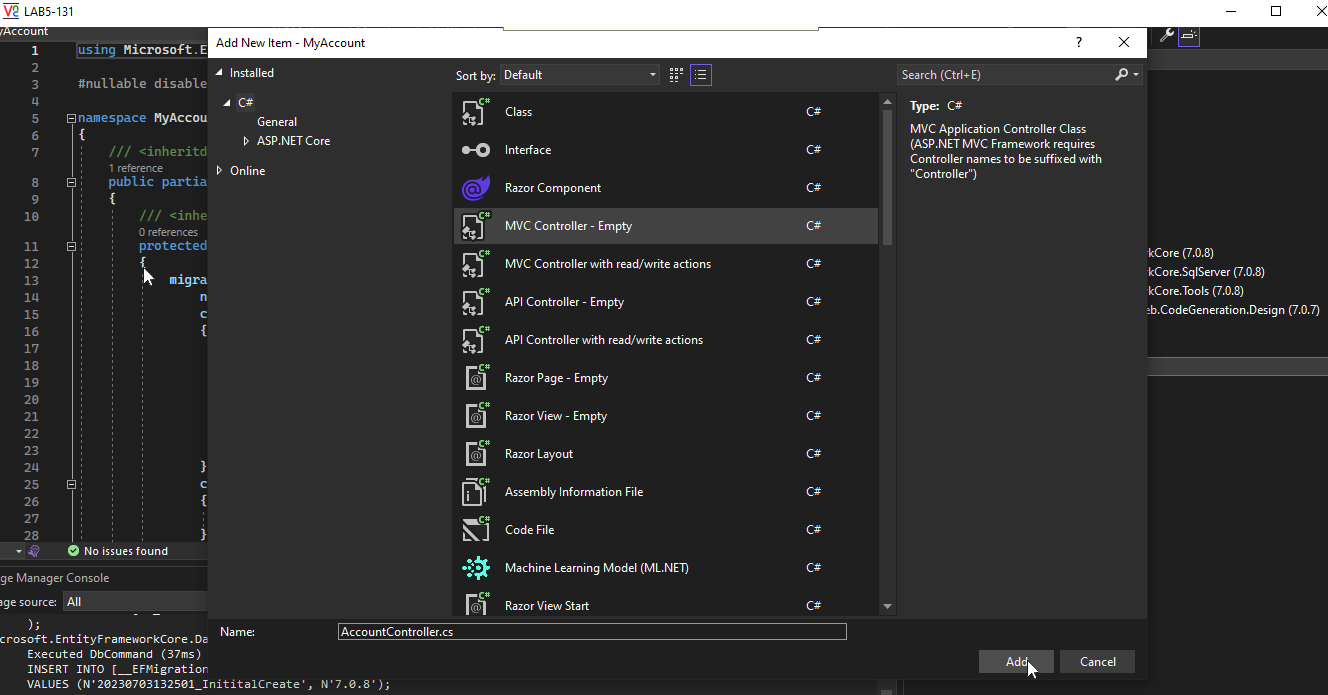 LAB5-131
yAccount
Add New Item - MyAccount
?
Installed
C#
General
ASP.NET Core
Online
Sort by: Default
Search (Ctrl+E)
Class C#
Interface C#
Razor Component C#
MVC Controller - Empty C#
MVC Controller with read/write actions C#
API Controller - Empty C#
API Controller with read/write actions C#
Razor Page - Empty C#
Razor View - Empty C#
Razor Layout C#
Assembly Information File C#
Code File C#
Machine Learning Model (ML.NET) C#
Razor View Start C#
Type: C#
MVC Application Controller Class
(ASP.NET MVC Framework requires
Controller names to be suffixed with
"Controller")
Name: AccountController.cs
Add
Cancel
1 using Microsoft.E
2
3 #nullable disable
4
5 namespace MyAccou
6 {
7 /// <inheritd
1 reference
8 public partia
9 {
10 /// <inhe
0 references
11 protected
12 {
13 migra
14 n
15 c
16 {
17
18
19
20
21
22
23
24 }
25 c
26 {
27
28 }
No issues found
ge Manager Console
age source: All
);
crosoft.EntityFrameworkCore.Da
Executed DbCommand (37ms)
INSERT INTO [__EFMigration
VALUES (N'20230703132501_InititalCreate', N'7.0.8');
rkCore (7.0.8)
rkCore.SqlServer (7.0.8)
rkCore.Tools (7.0.8)
eb.CodeGeneration.Design (7.0.7)